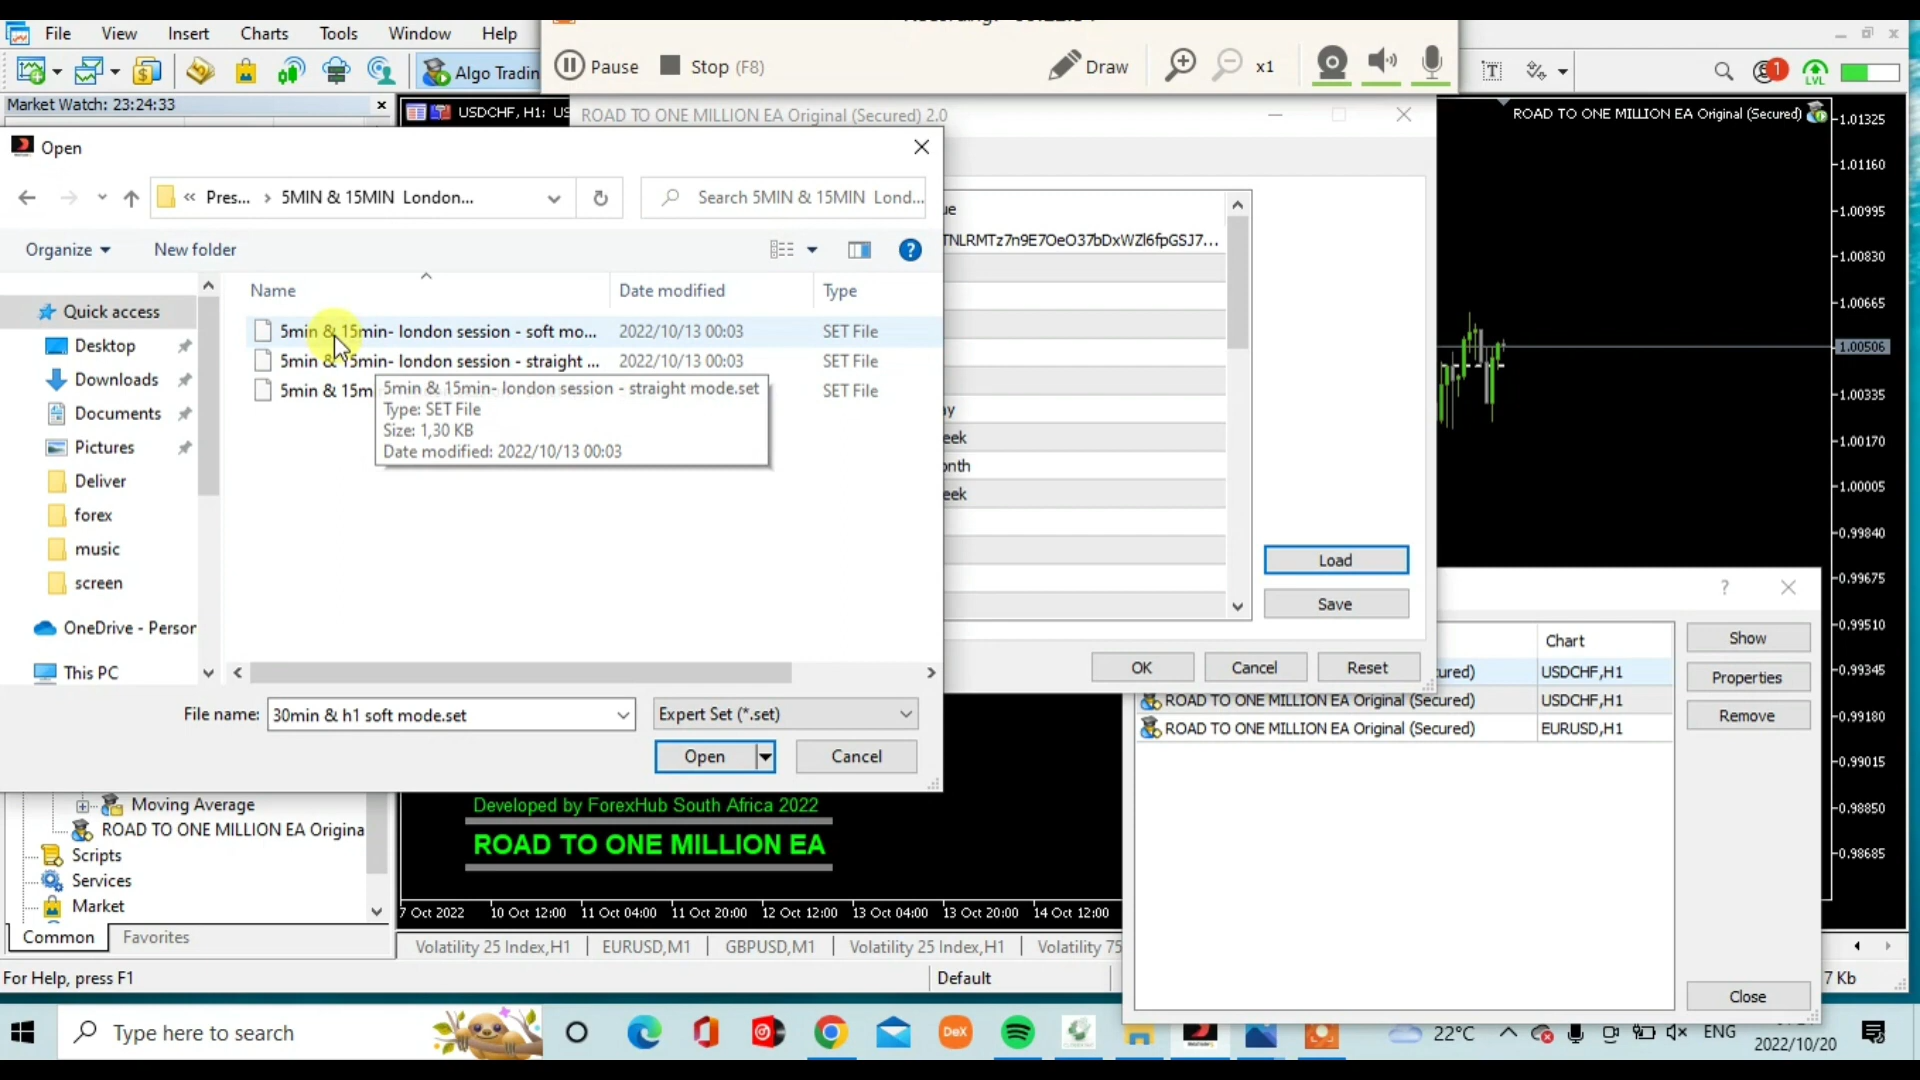 File View Insert Charts Tools Window Help
Pause Stop (F8) Draw x1
Algo Tradin
1
LVL
Market Watch: 23:24:33
USDCHF, H1: US
ROAD TO ONE MILLION EA Original (Secured) 2.0
ROAD TO ONE MILLION EA Original (Secured)
1.01325
1.01160
1.00995
1.00830
1.00665
1.00506
1.00335
1.00170
1.00005
0.99840
0.99675
0.99510
0.99345
0.99180
0.99015
0.98850
0.98685
Open
« Pres... > 5MIN & 15MIN London...
Search 5MIN & 15MIN Lond...
Organize New folder
Name Date modified Type
5min & 15min- london session - soft mo... 2022/10/13 00:03 SET File
5min & 15min- london session - straight ... 2022/10/13 00:03 SET File
5min & 15m SET File
5min & 15min- london session - straight mode.set
Type: SET File
Size: 1,30 KB
Date modified: 2022/10/13 00:03
Quick access
Desktop
Downloads
Documents
Pictures
Deliver
forex
music
screen
OneDrive - Person
This PC
File name: 30min & h1 soft mode.set
Expert Set (*.set)
Open Cancel
ue
TNLRMTz7n9E7OeO37bDxWZl6fpGSJ7...
ay
eek
onth
eek
Load
Save
OK Cancel Reset
Chart
ured) USDCHF,H1
ROAD TO ONE MILLION EA Original (Secured) USDCHF,H1
ROAD TO ONE MILLION EA Original (Secured) EURUSD,H1
?
Show
Properties
Remove
Close
Moving Average
ROAD TO ONE MILLION EA Origina
Scripts
Services
Market
Common Favorites
Developed by ForexHub South Africa 2022
ROAD TO ONE MILLION EA
7 Oct 2022 10 Oct 12:00 11 Oct 04:00 11 Oct 20:00 12 Oct 12:00 13 Oct 04:00 13 Oct 20:00 14 Oct 12:00
Volatility 25 Index,H1 EURUSD,M1 GBPUSD,M1 Volatility 25 Index,H1 Volatility 75
For Help, press F1
Default
7 Kb
Type here to search
DeX
22°C
ENG
2022/10/20